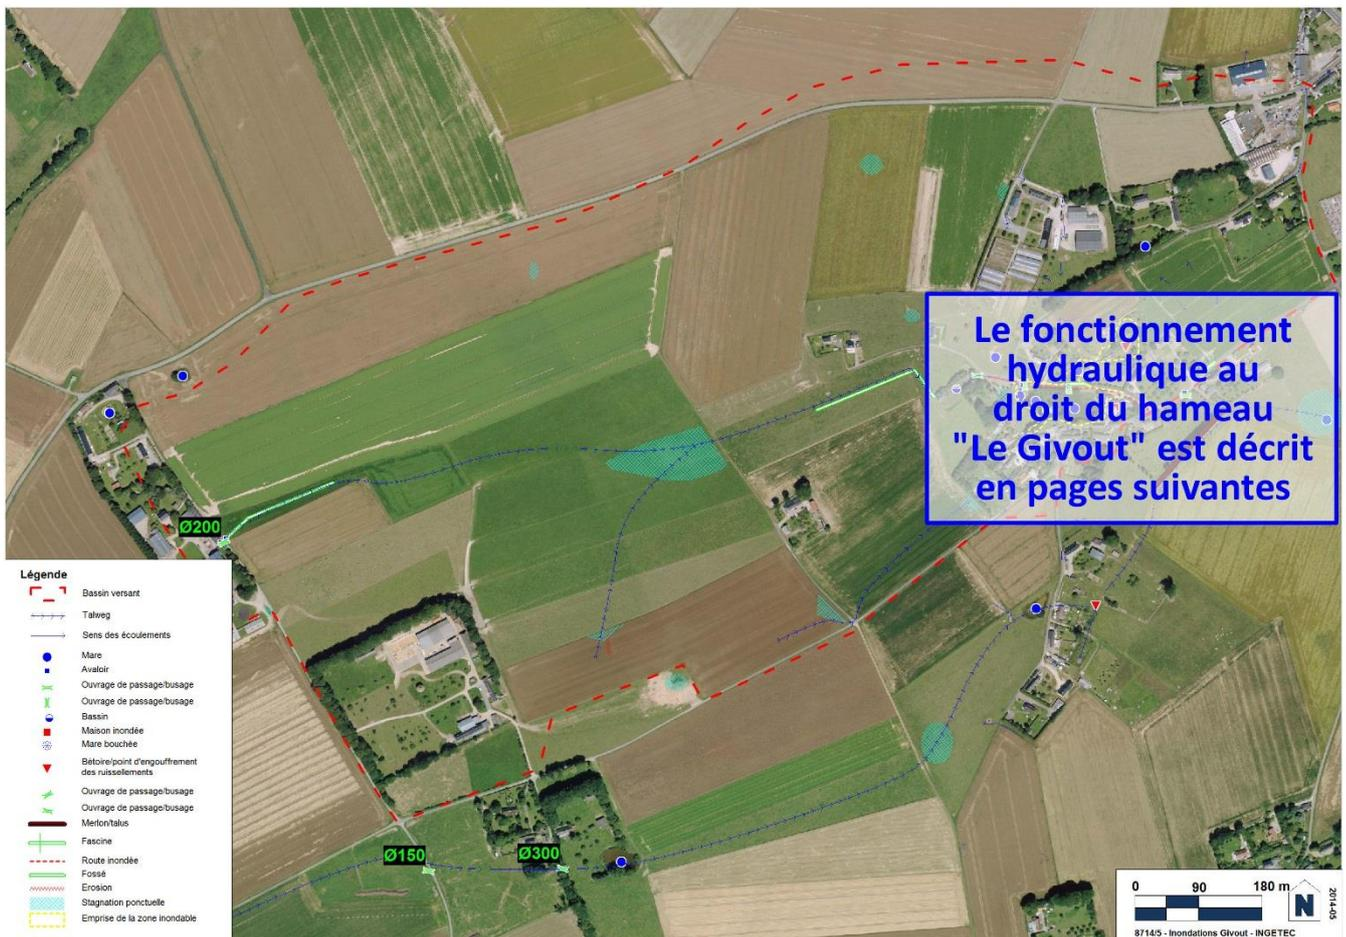 Le fonctionnement
hydraulique au
droit du hameau
"Le Givout" est décrit
en pages suivantes
Ø200
Légende
Bassin versant
Talweg
Sens des écoulements
Mare
Avaloir
Ouvrage de passage/busage
Ouvrage de passage/busage
Bassin
Maison inondée
Mare bouchée
Bétoire/point d'engouffrement
des ruissellements
Ouvrage de passage/busage
Ouvrage de passage/busage
Merlon/talus
Fascine
Route inondée
Fossé
Erosion
Stagnation ponctuelle
Emprise de la zone inondable
Ø150
Ø300
0 90 180 m
N
2014-05
8714/5 - Inondations Givout - INGETEC